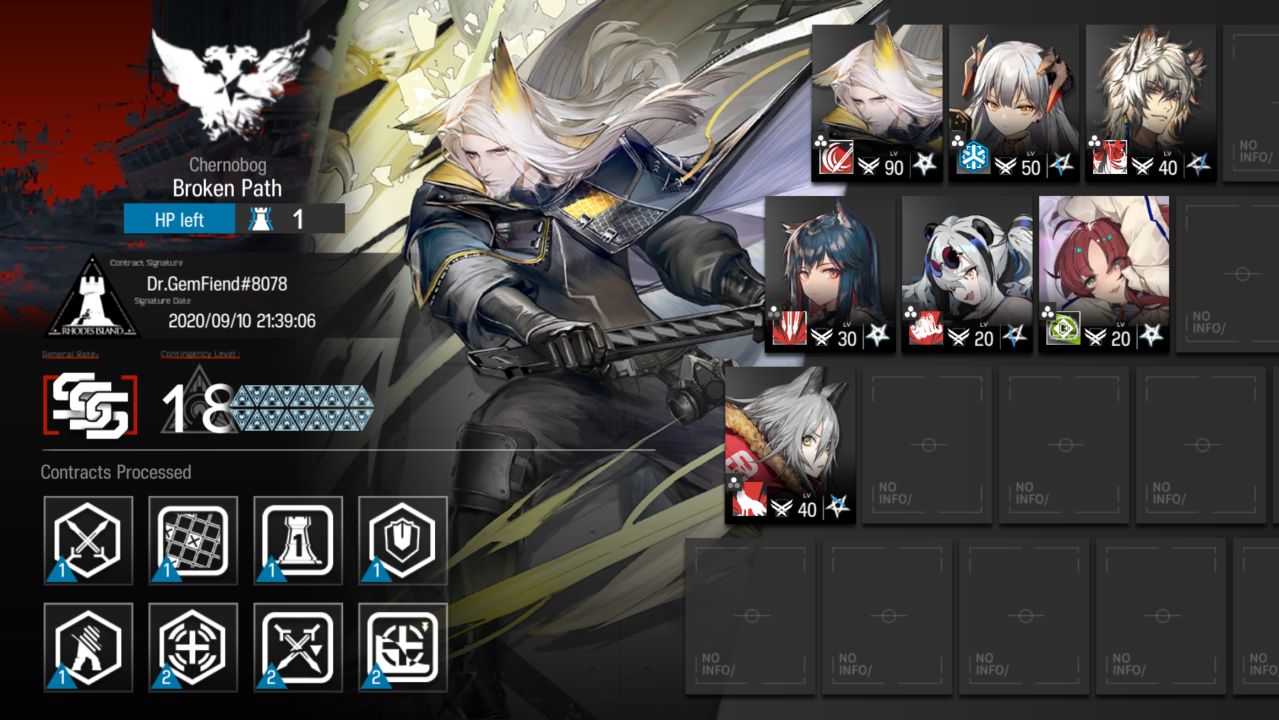 Chernobog
Broken Path
HP left 1
Contract Signature
Dr.GemFiend#8078
Signature Date
2020/09/10 21:39:06
RHODES ISLAND
General Rate:
Contingency Level:
SSS
18
Contracts Processed
1
1
1
1
1
1
2
2
2
LV
90
LV
50
LV
40
NO
INFO/
LV
30
LV
20
LV
20
NO
INFO/
LV
40
NO
INFO/
NO
INFO/
NO
INFO/
NO
INFO/
NO
INFO/
NO
INFO/
NO
INFO/
NO
INFO